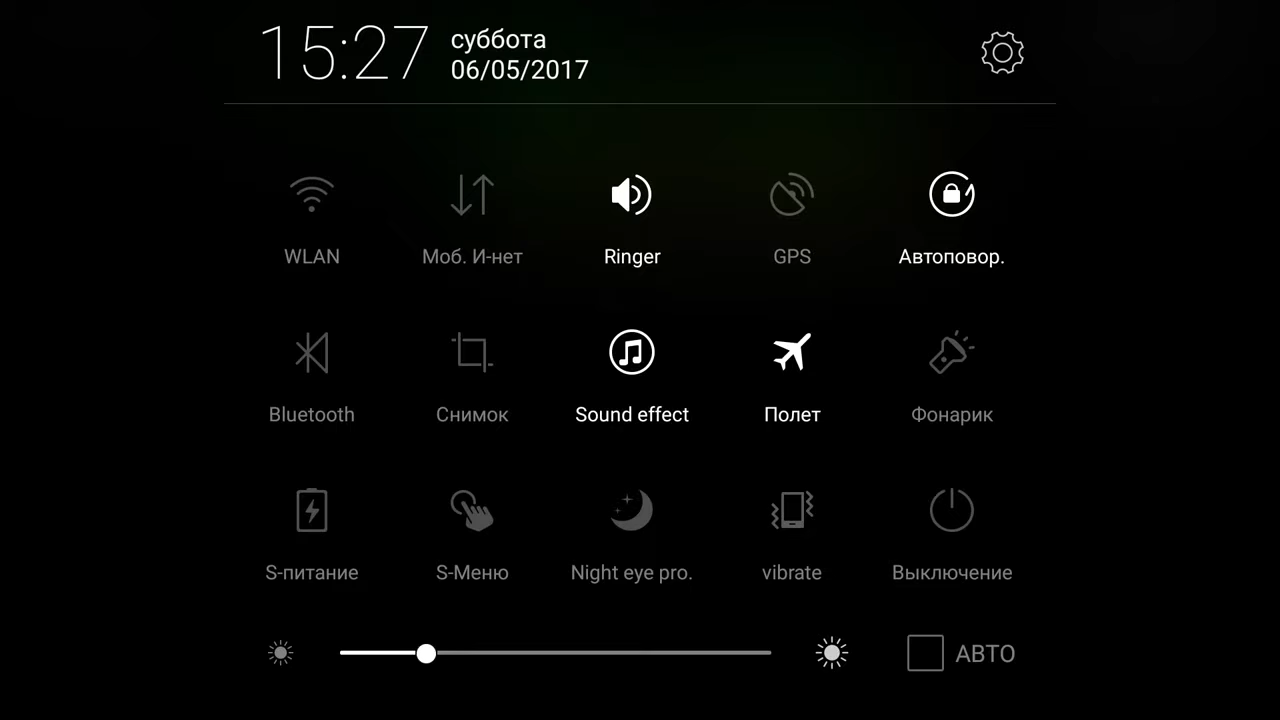 15:27
суббота
06/05/2017
WLAN
Моб. И-нет
Ringer
GPS
Автоповор.
Bluetooth
Снимок
Sound effect
Полет
Фонарик
S-питание
S-Меню
Night eye pro.
vibrate
Выключение
АВТО